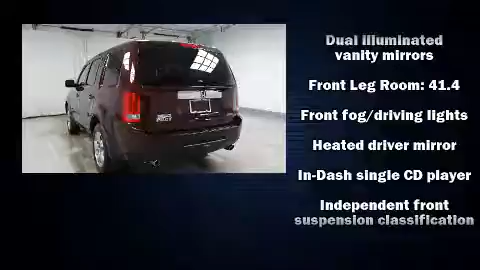 Dual illuminated
vanity mirrors
Front Leg Room: 41.4
Front fog/driving lights
Heated driver mirror
In-Dash single CD player
Independent front
suspension classification